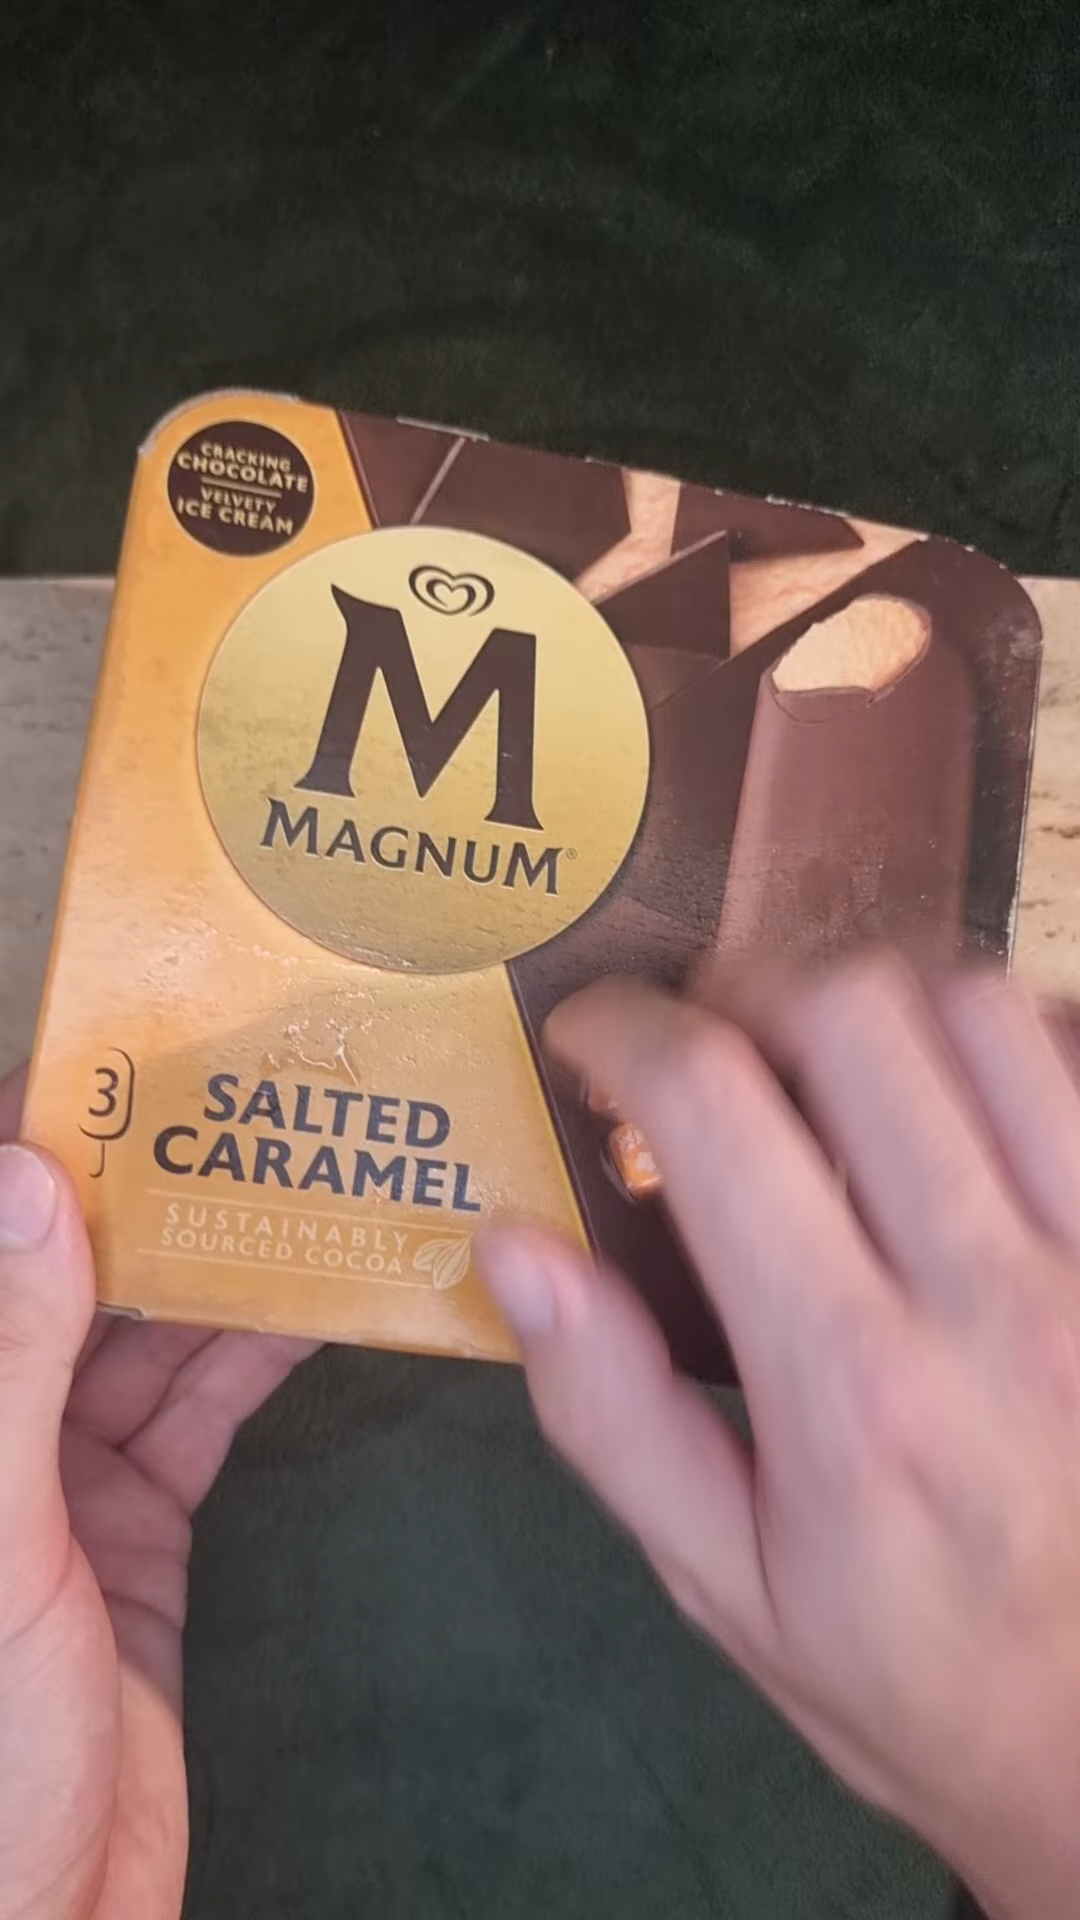 CRACKING
CHOCOLATE
VELVETY
ICE CREAM
M
MAGNUM®
3
SALTED
CARAMEL
SUSTAINABLY
SOURCED COCOA